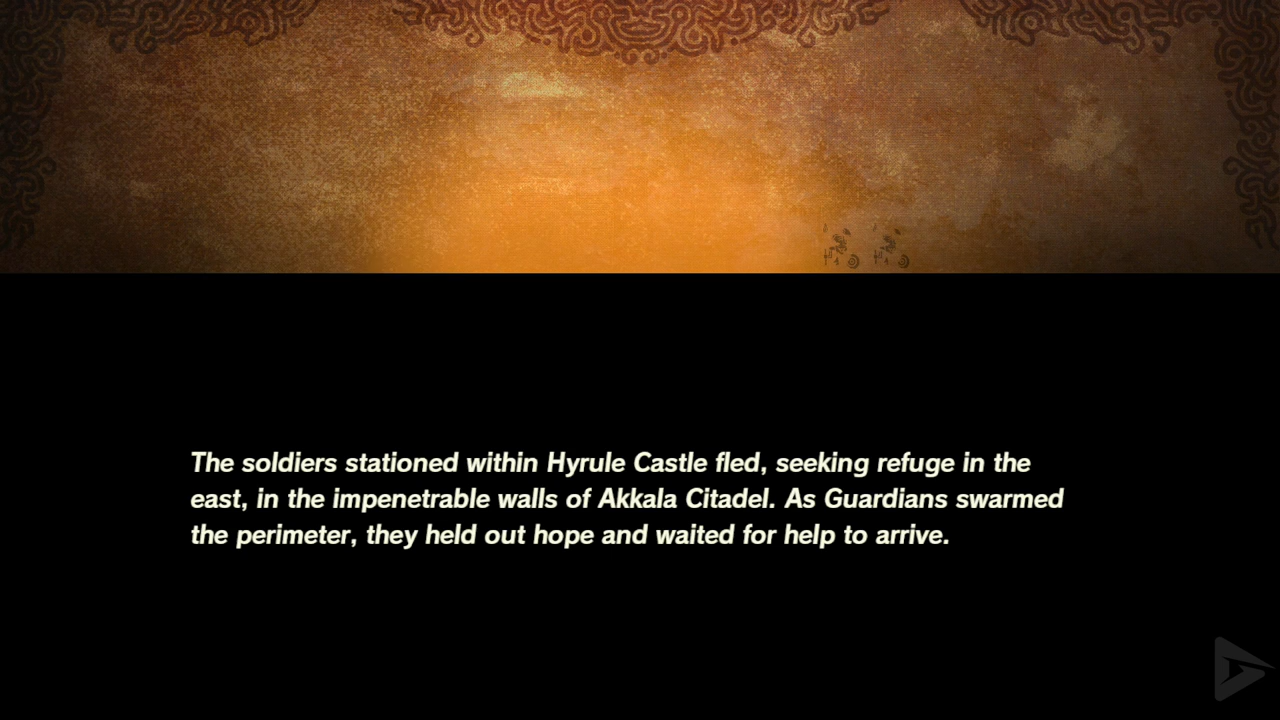 The soldiers stationed within Hyrule Castle fled, seeking refuge in the
east, in the impenetrable walls of Akkala Citadel. As Guardians swarmed
the perimeter, they held out hope and waited for help to arrive.